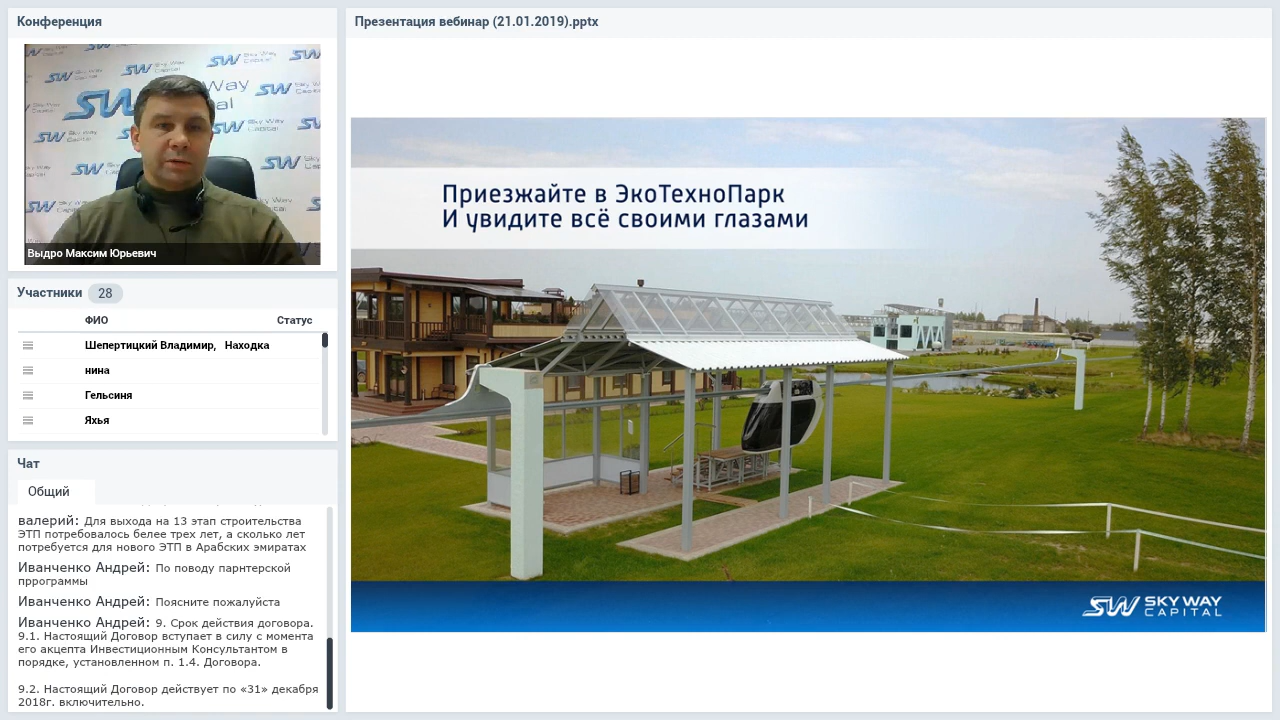 Конференция
Выдро Максим Юрьевич
Участники 28
ФИО Статус
Шепертицкий Владимир, Находка
нина
Гельсиня
Яхья
Чат
Общий
валерий: Для выхода на 13 этап строительства
ЭТП потребовалось белее трех лет, а сколько лет
потребуется для нового ЭТП в Арабских эмиратах
Иванченко Андрей: По поводу парнтерской
пррограммы
Иванченко Андрей: Поясните пожалуйста
Иванченко Андрей: 9. Срок действия договора.
9.1. Настоящий Договор вступает в силу с момента
его акцепта Инвестиционным Консультантом в
порядке, установленном п. 1.4. Договора.
9.2. Настоящий Договор действует по «31» декабря
2018г. включительно.
Презентация вебинар (21.01.2019).pptx
Приезжайте в ЭкоТехноПарк
И увидите всё своими глазами
SW SKY WAY
CAPITAL